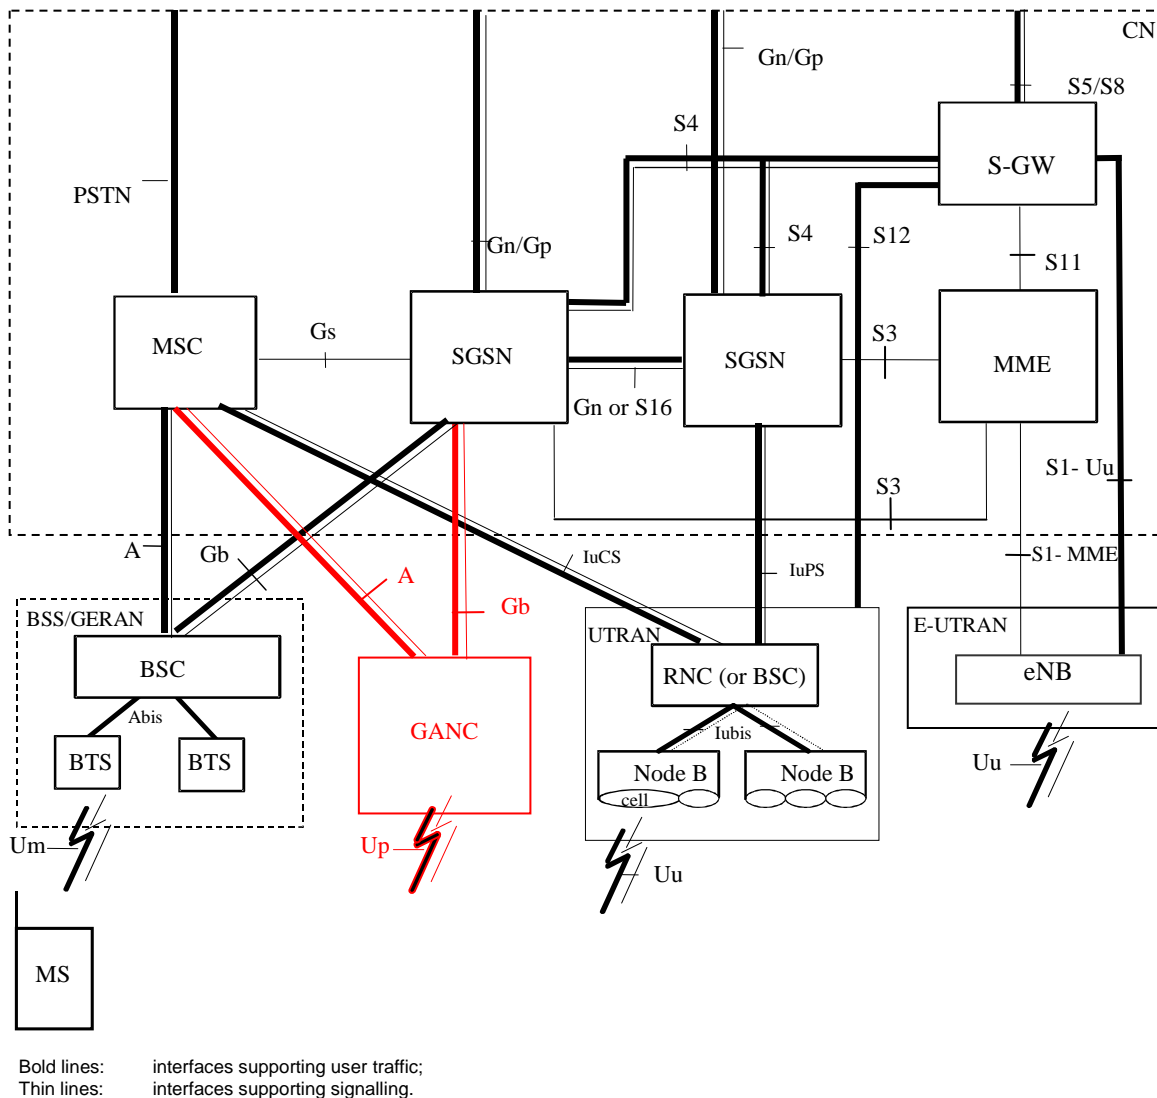 CN
Gn/Gp
S5/S8
S4
S-GW
PSTN
Gn/Gp
S4
S12
S11
MSC
Gs
SGSN
SGSN
S3
MME
Gn or S16
S1- Uu
S3
A
Gb
IuCS
IuPS
S1- MME
A
Gb
BSS/GERAN
UTRAN
E-UTRAN
BSC
RNC (or BSC)
eNB
Abis
GANC
Iubis
BTS
BTS
Node B
Node B
Uu
cell
Um
Up
Uu
MS
Bold lines: interfaces supporting user traffic;
Thin lines: interfaces supporting signalling.